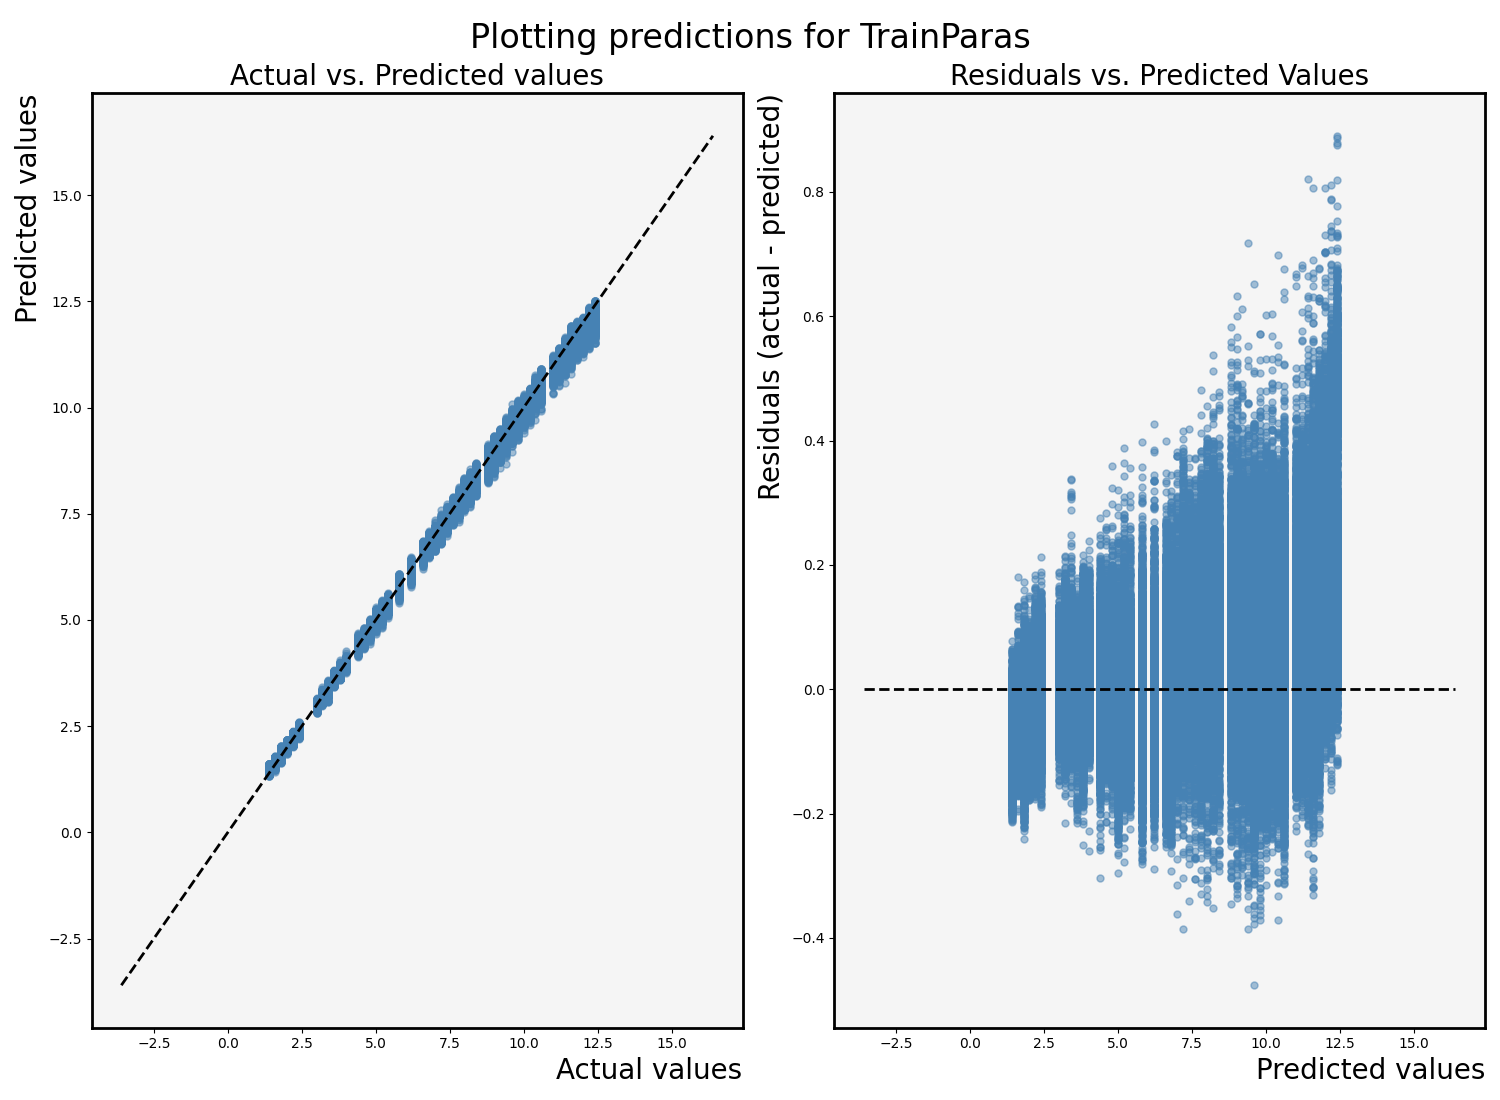 Plotting predictions for TrainParas
Actual vs. Predicted values
Predicted values
15.0
12.5
10.0
7.5
5.0
2.5
0.0
−2.5
−2.5 0.0 2.5 5.0 7.5 10.0 12.5 15.0
Actual values
Residuals vs. Predicted Values
Residuals (actual - predicted)
0.8
0.6
0.4
0.2
0.0
−0.2
−0.4
−2.5 0.0 2.5 5.0 7.5 10.0 12.5 15.0
Predicted values